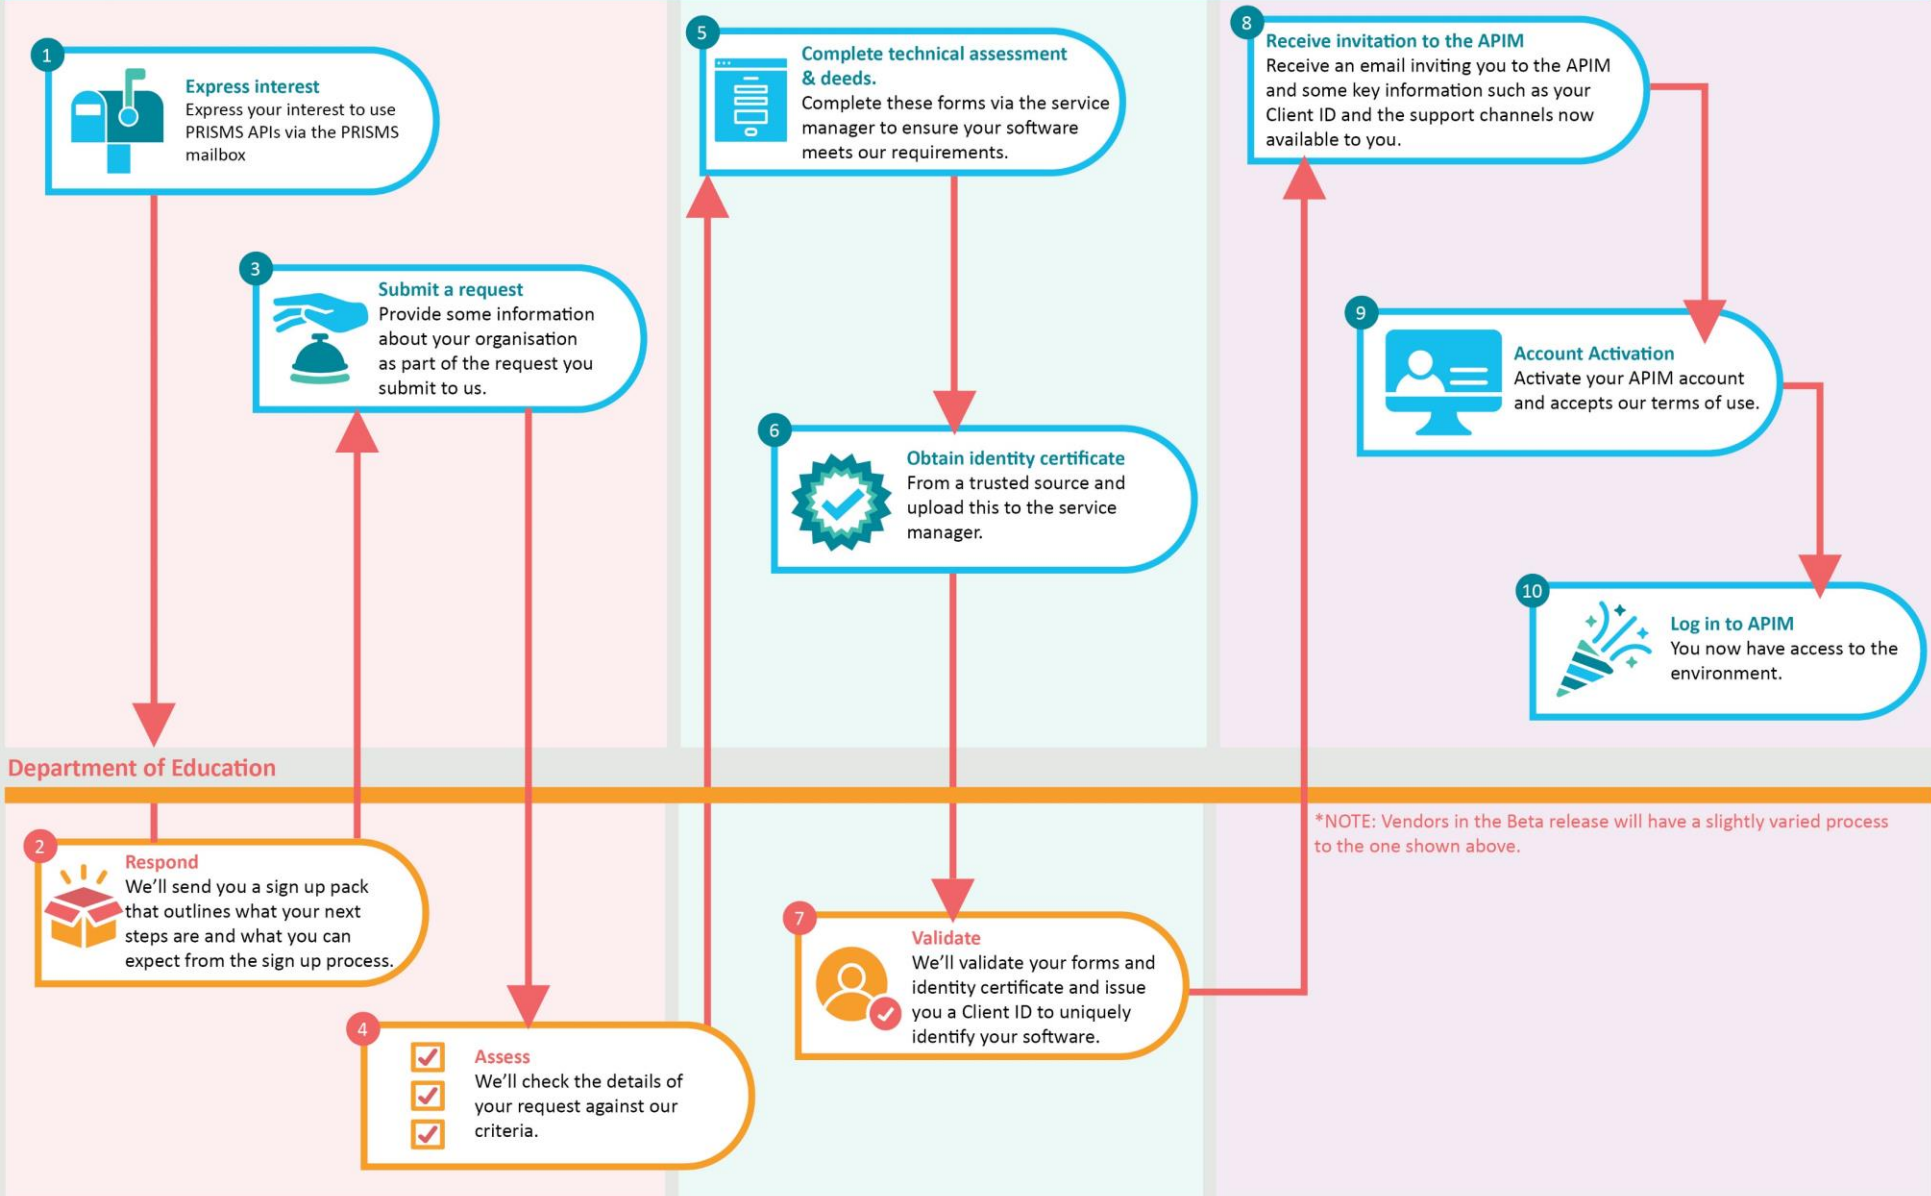 1
Express interest
Express your interest to use
PRISMS APIs via the PRISMS
mailbox
3
Submit a request
Provide some information
about your organisation
as part of the request you
submit to us.
5
Complete technical assessment
& deeds.
Complete these forms via the service
manager to ensure your software
meets our requirements.
6
Obtain identity certificate
From a trusted source and
upload this to the service
manager.
8
Receive invitation to the APIM
Receive an email inviting you to the APIM
and some key information such as your
Client ID and the support channels now
available to you.
9
Account Activation
Activate your APIM account
and accepts our terms of use.
10
Log in to APIM
You now have access to the
environment.
Department of Education
2
Respond
We'll send you a sign up pack
that outlines what your next
steps are and what you can
expect from the sign up process.
4
Assess
We'll check the details of
your request against our
criteria.
7
Validate
We'll validate your forms and
identity certificate and issue
you a Client ID to uniquely
identify your software.
*NOTE: Vendors in the Beta release will have a slightly varied process
to the one shown above.